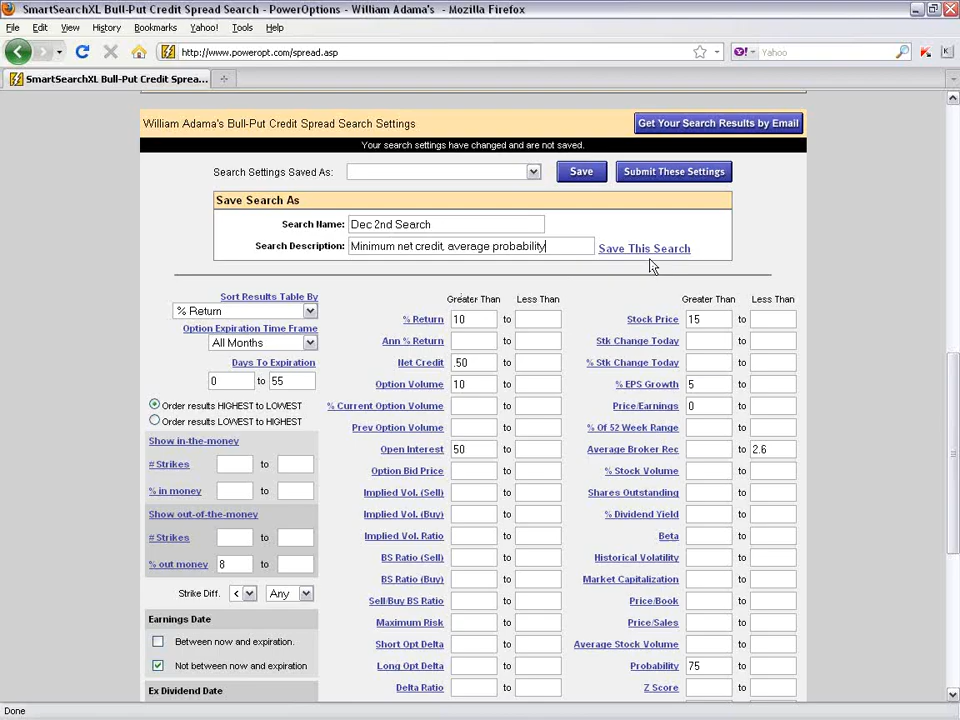 SmartSearchXL Bull-Put Credit Spread Search - PowerOptions - William Adama's - Mozilla Firefox
File Edit View History Bookmarks Yahoo! Tools Help
http://www.poweropt.com/spread.asp
Yahoo
SmartSearchXL Bull-Put Credit Sprea...
William Adama's Bull-Put Credit Spread Search Settings
Get Your Search Results by Email
Your search settings have changed and are not saved.
Search Settings Saved As:
Save
Submit These Settings
Save Search As
Search Name: Dec 2nd Search
Search Description: Minimum net credit, average probability
Save This Search
Sort Results Table By
% Return
Option Expiration Time Frame
All Months
Days To Expiration
0 to 55
Order results HIGHEST to LOWEST
Order results LOWEST to HIGHEST
Show in-the-money
# Strikes to
% in money to
Show out-of-the-money
# Strikes to
% out money 8 to
Strike Diff. < Any
Earnings Date
Between now and expiration.
Not between now and expiration
Ex Dividend Date
Greater Than Less Than
% Return 10 to
Ann % Return to
Net Credit .50 to
Option Volume 10 to
% Current Option Volume to
Prev Option Volume to
Open Interest 50 to
Option Bid Price to
Implied Vol. (Sell) to
Implied Vol. (Buy) to
Implied Vol. Ratio to
BS Ratio (Sell) to
BS Ratio (Buy) to
Sell/Buy BS Ratio to
Maximum Risk to
Short Opt Delta to
Long Opt Delta to
Delta Ratio to
Greater Than Less Than
Stock Price 15 to
Stk Change Today to
% Stk Change Today to
% EPS Growth 5 to
Price/Earnings 0 to
% Of 52 Week Range to
Average Broker Rec to 2.6
% Stock Volume to
Shares Outstanding to
% Dividend Yield to
Beta to
Historical Volatility to
Market Capitalization to
Price/Book to
Price/Sales to
Average Stock Volume to
Probability 75 to
Z Score to
Done